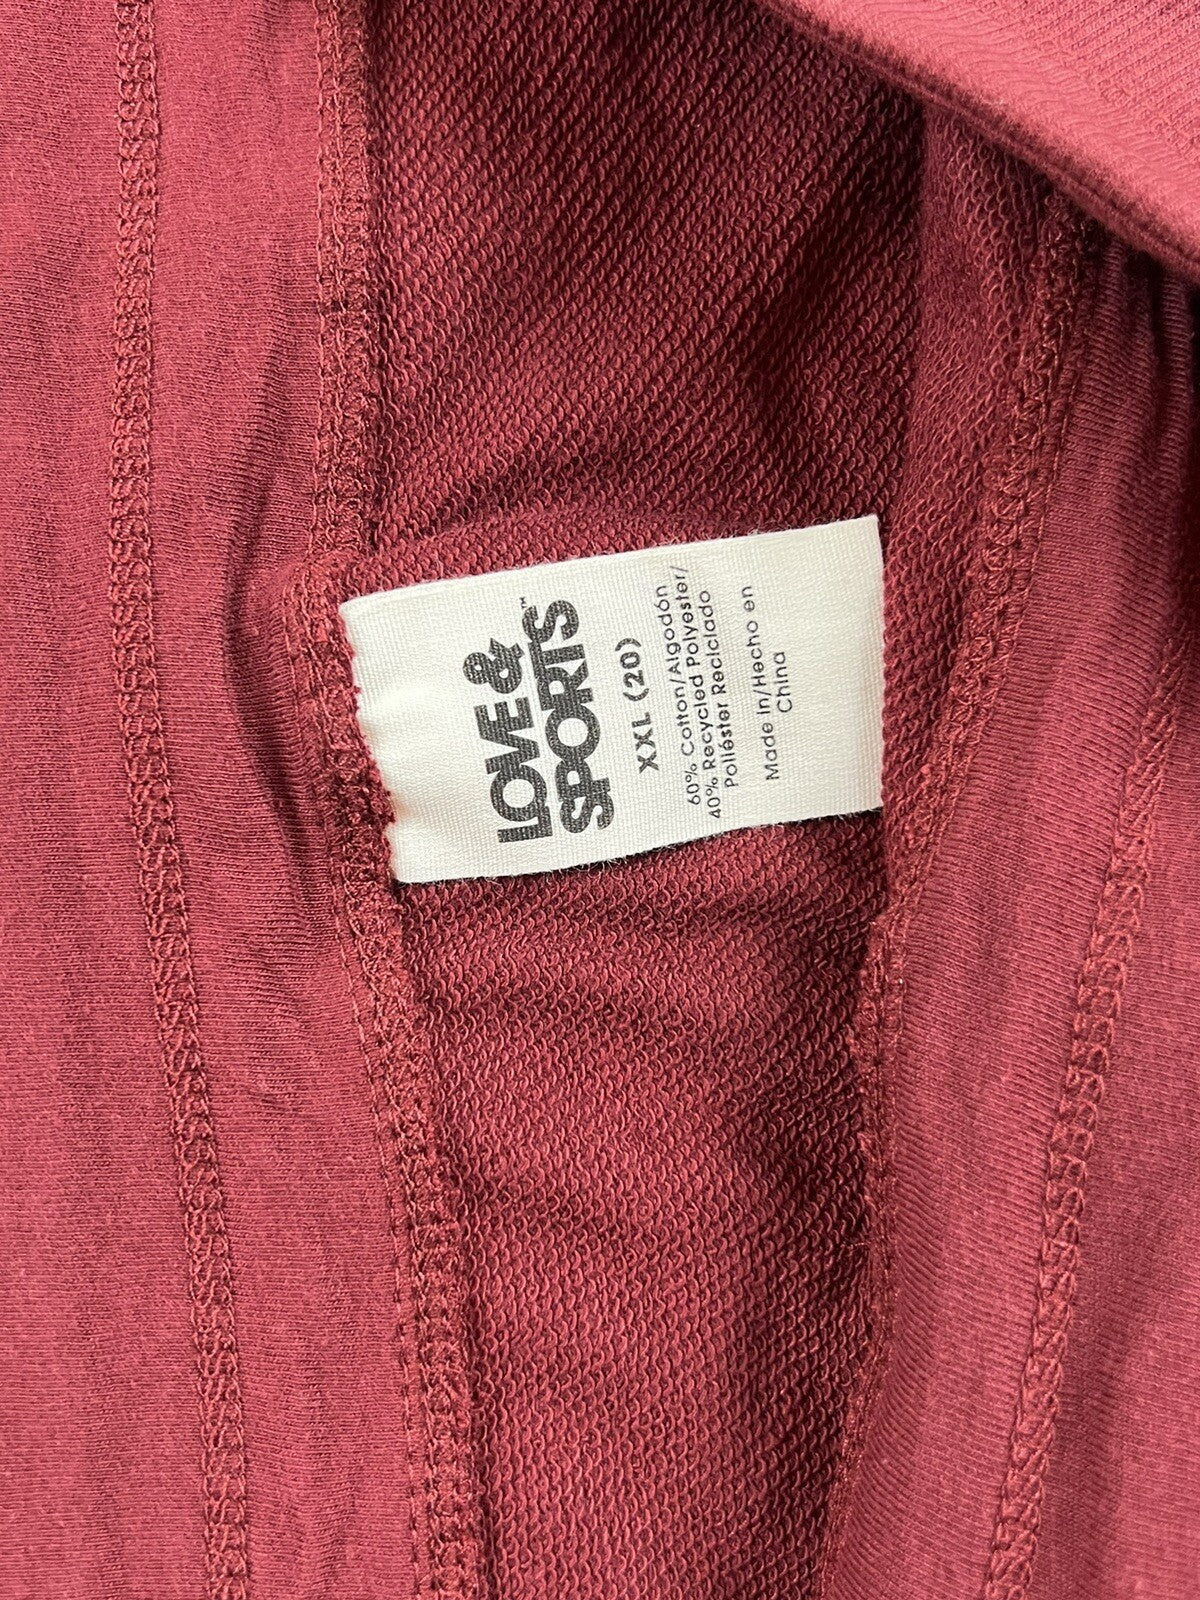 LOVE &
SPORTS™
XXL (20)
60% Cotton/Algodón
40% Recycled Polyester/
Poliéster Reciclado
Made In/Hecho en
China